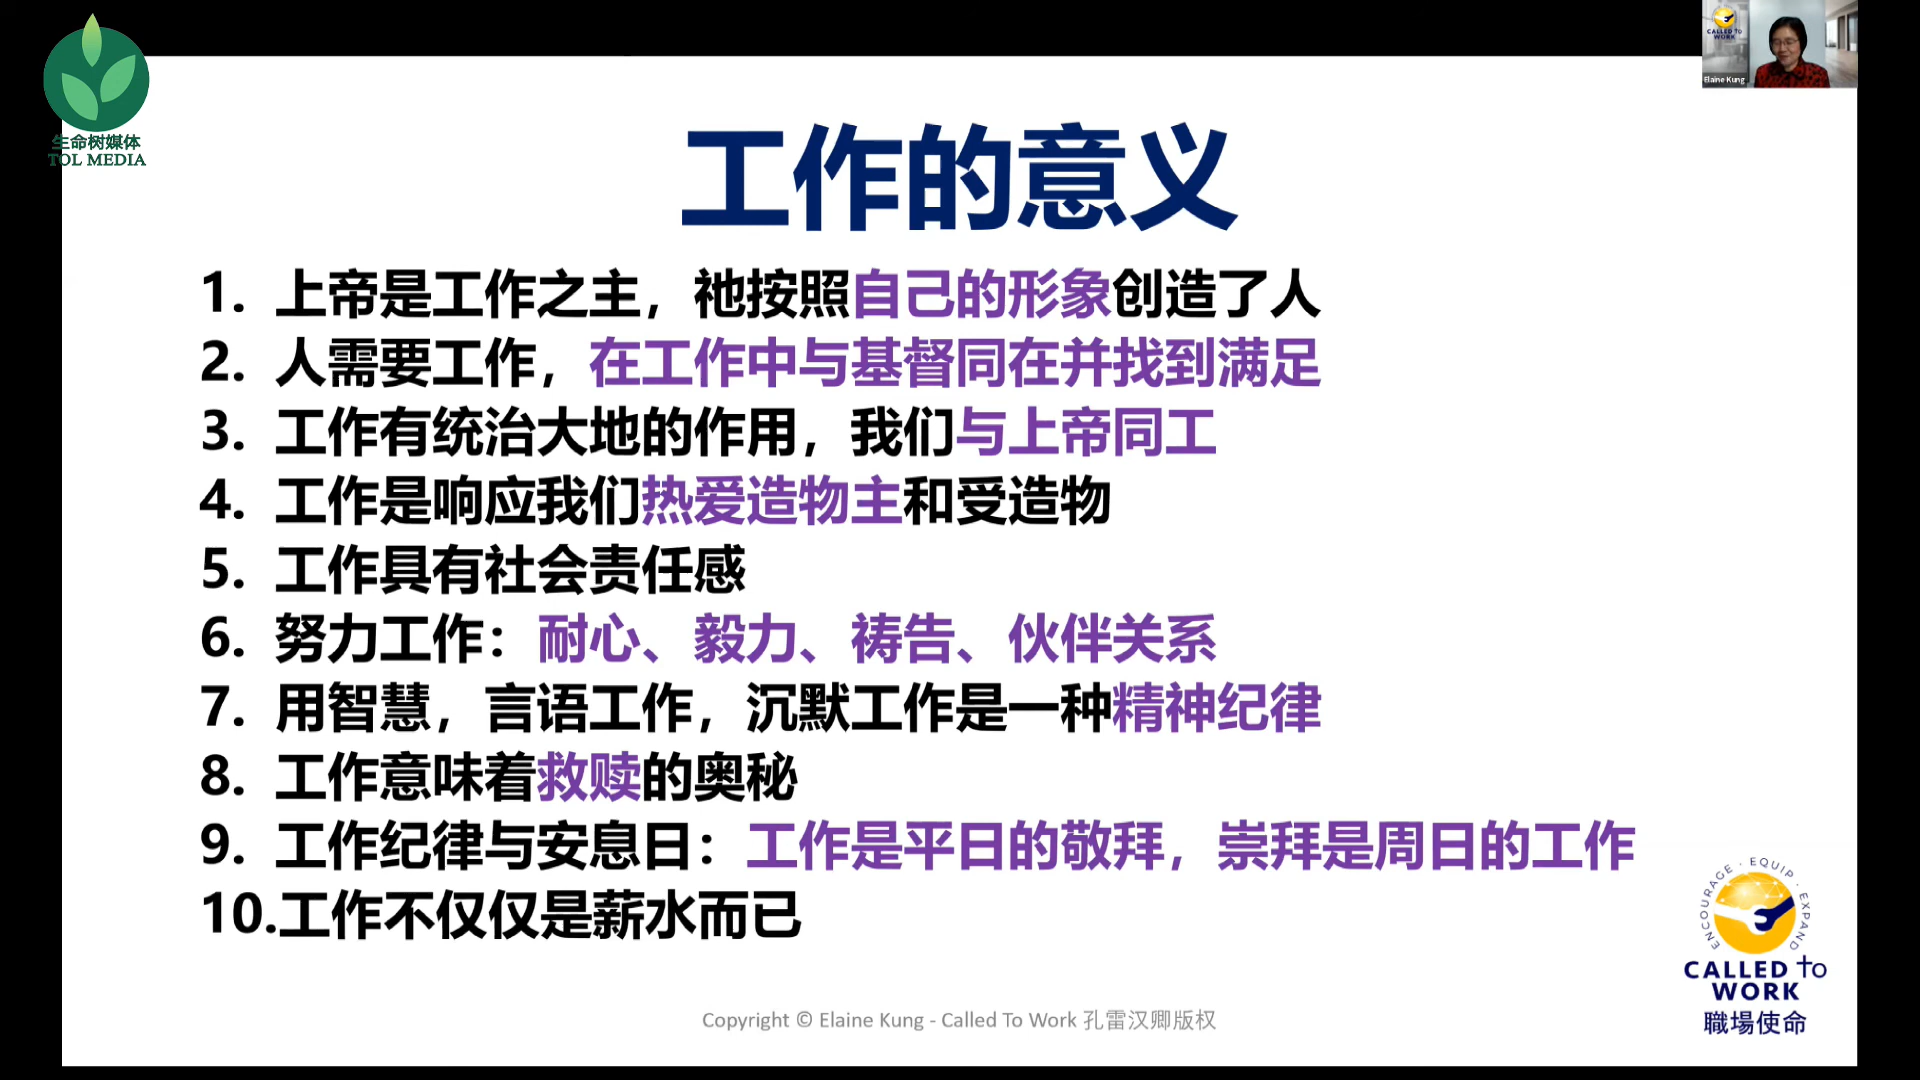 生命树媒体
TOL MEDIA
CALLED TO
WORK
Elaine Kung
工作的意义
1. 上帝是工作之主，祂按照自己的形象创造了人
2. 人需要工作，在工作中与基督同在并找到满足
3. 工作有统治大地的作用，我们与上帝同工
4. 工作是响应我们热爱造物主和受造物
5. 工作具有社会责任感
6. 努力工作：耐心、毅力、祷告、伙伴关系
7. 用智慧，言语工作，沉默工作是一种精神纪律
8. 工作意味着救赎的奥秘
9. 工作纪律与安息日：工作是平日的敬拜，崇拜是周日的工作
10.工作不仅仅是薪水而已
ENCOURAGE · EQUIP · EXPAND
CALLED To
WORK
職場使命
Copyright © Elaine Kung - Called To Work 孔雷汉卿版权